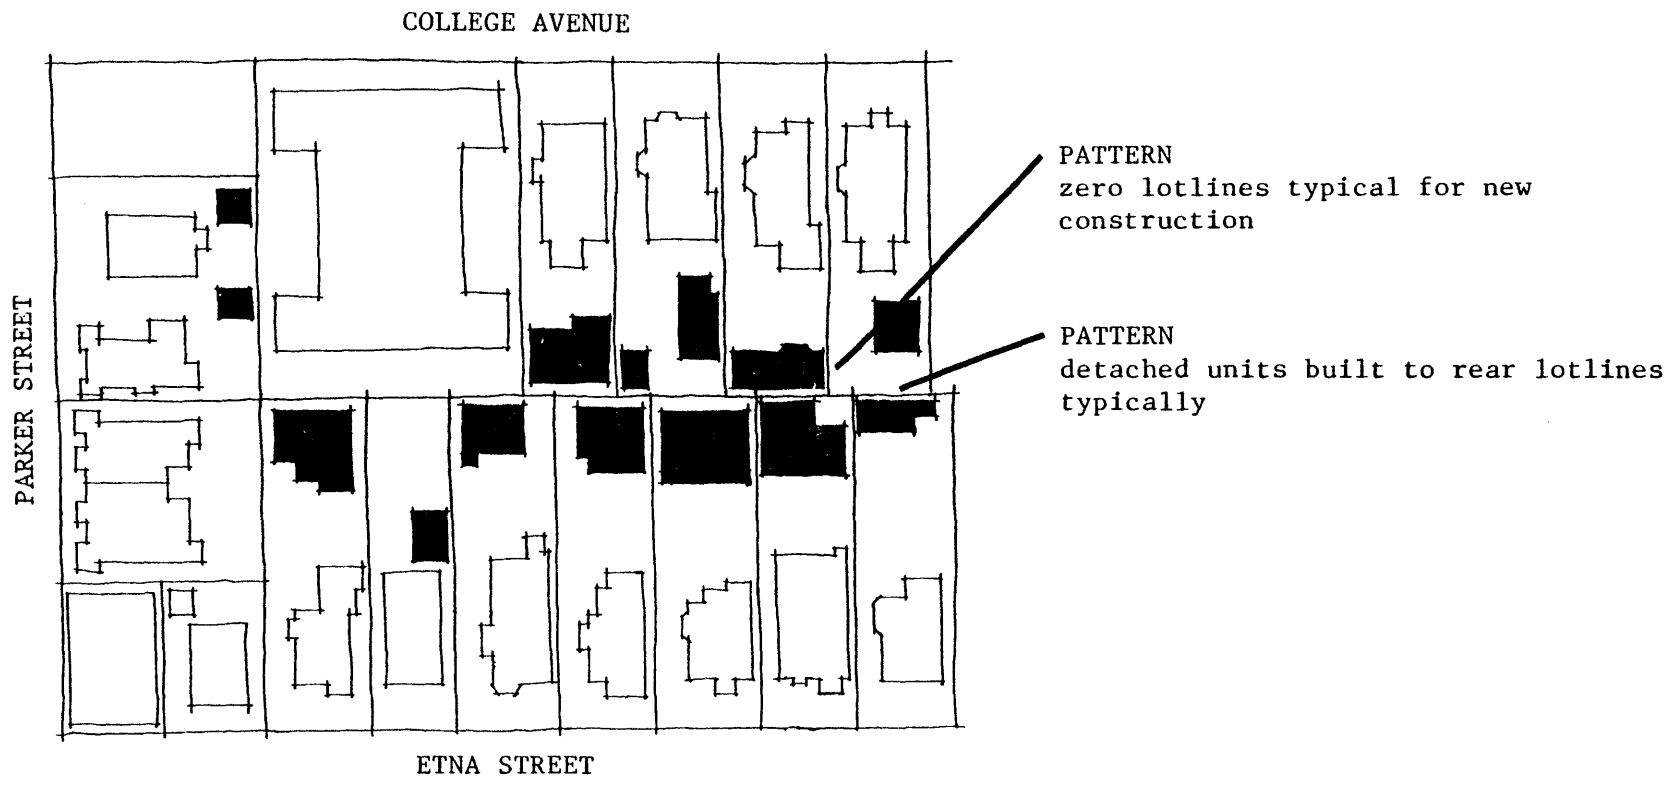 COLLEGE AVENUE
PATTERN
zero lotlines typical for new
construction
PARKER STREET
PATTERN
detached units built to rear lotlines
typically
ETNA STREET